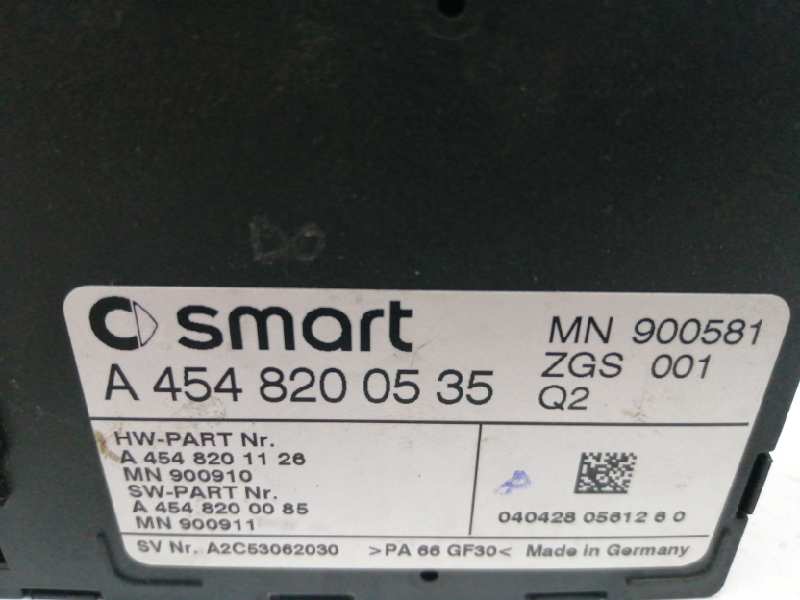 smart
MN 900581
A 454 820 05 35
ZGS 001
Q2
HW-PART Nr.
A 454 820 11 26
MN 900910
SW-PART Nr.
A 454 820 00 85
MN 900911
040428 05612 6 0
SV Nr. A2C53062030 >PA 66 GF30< Made in Germany